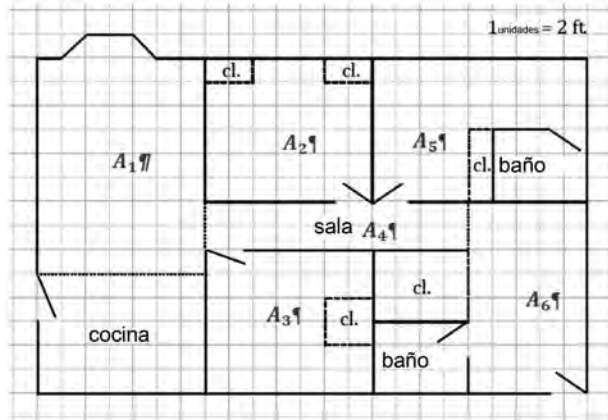 1unidades = 2 ft.
cl.
cl.
A₁¶
A₂¶
A₅¶
cl.
baño
sala
A₄¶
cl.
A₃¶
cl.
A₆¶
cocina
baño